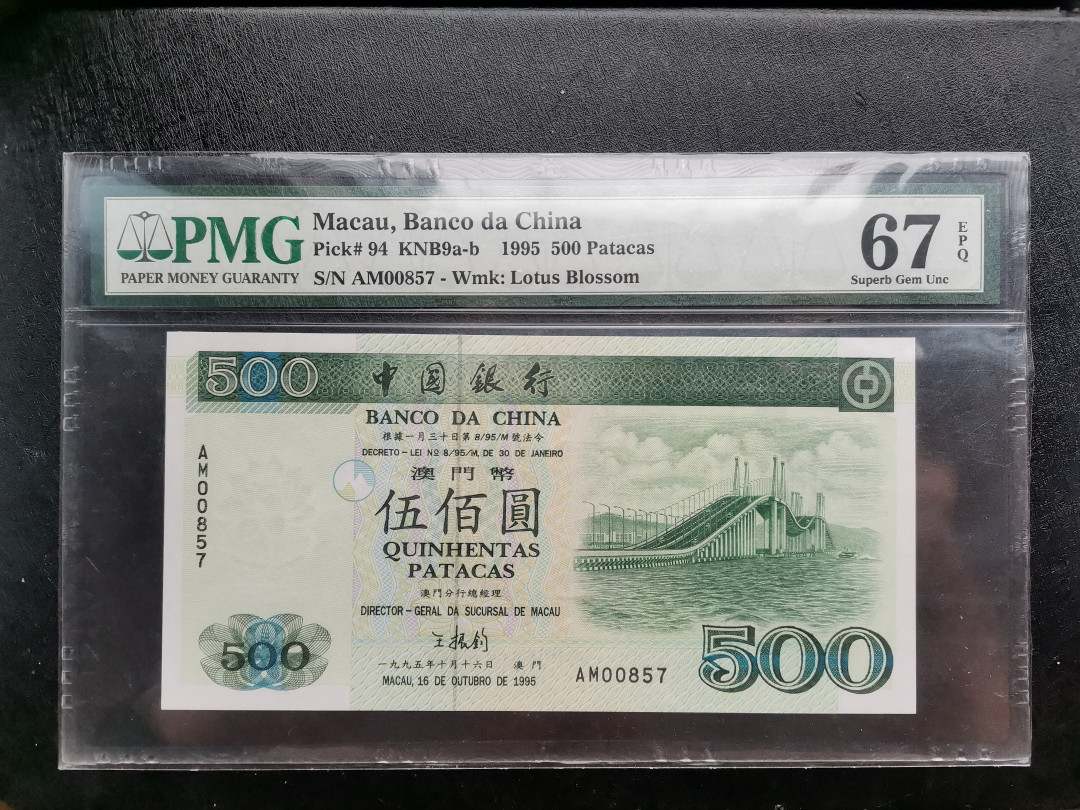 PMG
PAPER MONEY GUARANTY
Macau, Banco da China
Pick# 94 KNB9a-b 1995 500 Patacas
S/N AM00857 - Wmk: Lotus Blossom
67
EPQ
Superb Gem Unc
500
中國銀行
BANCO DA CHINA
根據一月三十日第8/95/M號法令
DECRETO-LEI Nº 8/95/M, DE 30 DE JANEIRO
澳門幣
伍佰圓
QUINHENTAS
PATACAS
澳門分行總經理
DIRECTOR-GERAL DA SUCURSAL DE MACAU
王振鈞
一九九五年十月十六日 澳門
MACAU, 16 DE OUTUBRO DE 1995
AM00857
500
AM00857
500